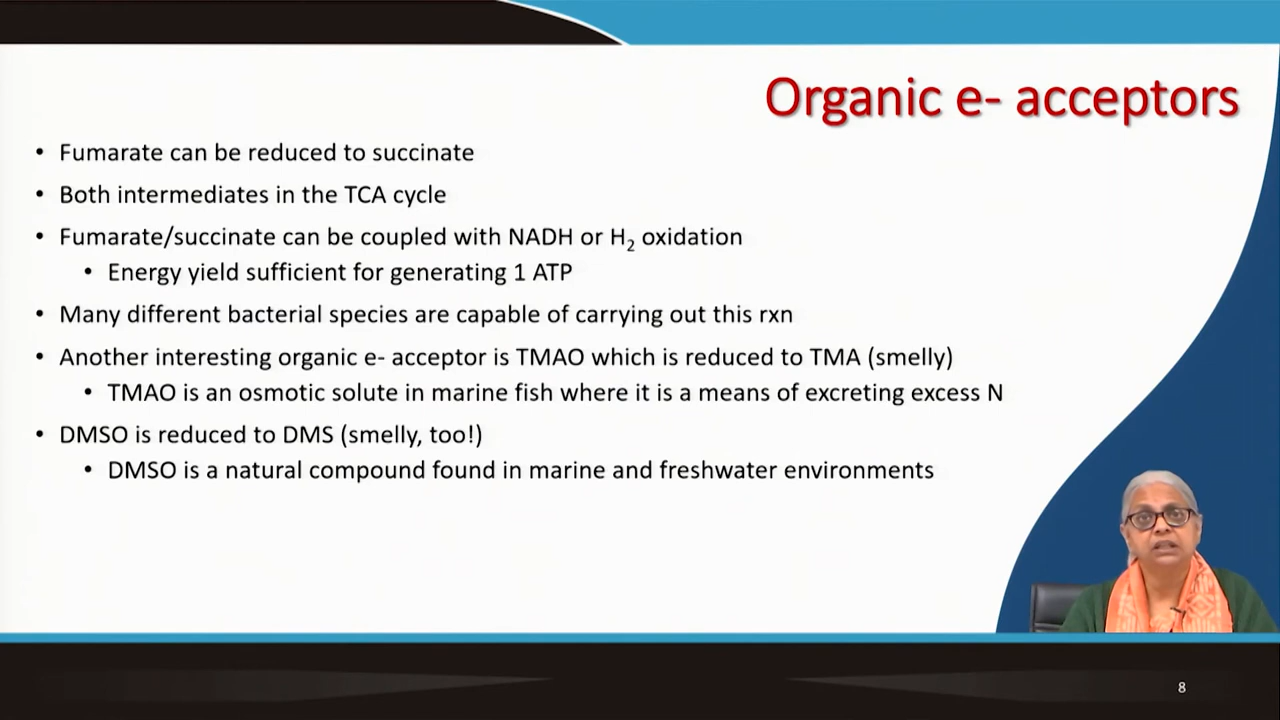 Organic e- acceptors
• Fumarate can be reduced to succinate
• Both intermediates in the TCA cycle
• Fumarate/succinate can be coupled with NADH or H₂ oxidation
• Energy yield sufficient for generating 1 ATP
• Many different bacterial species are capable of carrying out this rxn
• Another interesting organic e- acceptor is TMAO which is reduced to TMA (smelly)
• TMAO is an osmotic solute in marine fish where it is a means of excreting excess N
• DMSO is reduced to DMS (smelly, too!)
• DMSO is a natural compound found in marine and freshwater environments
8